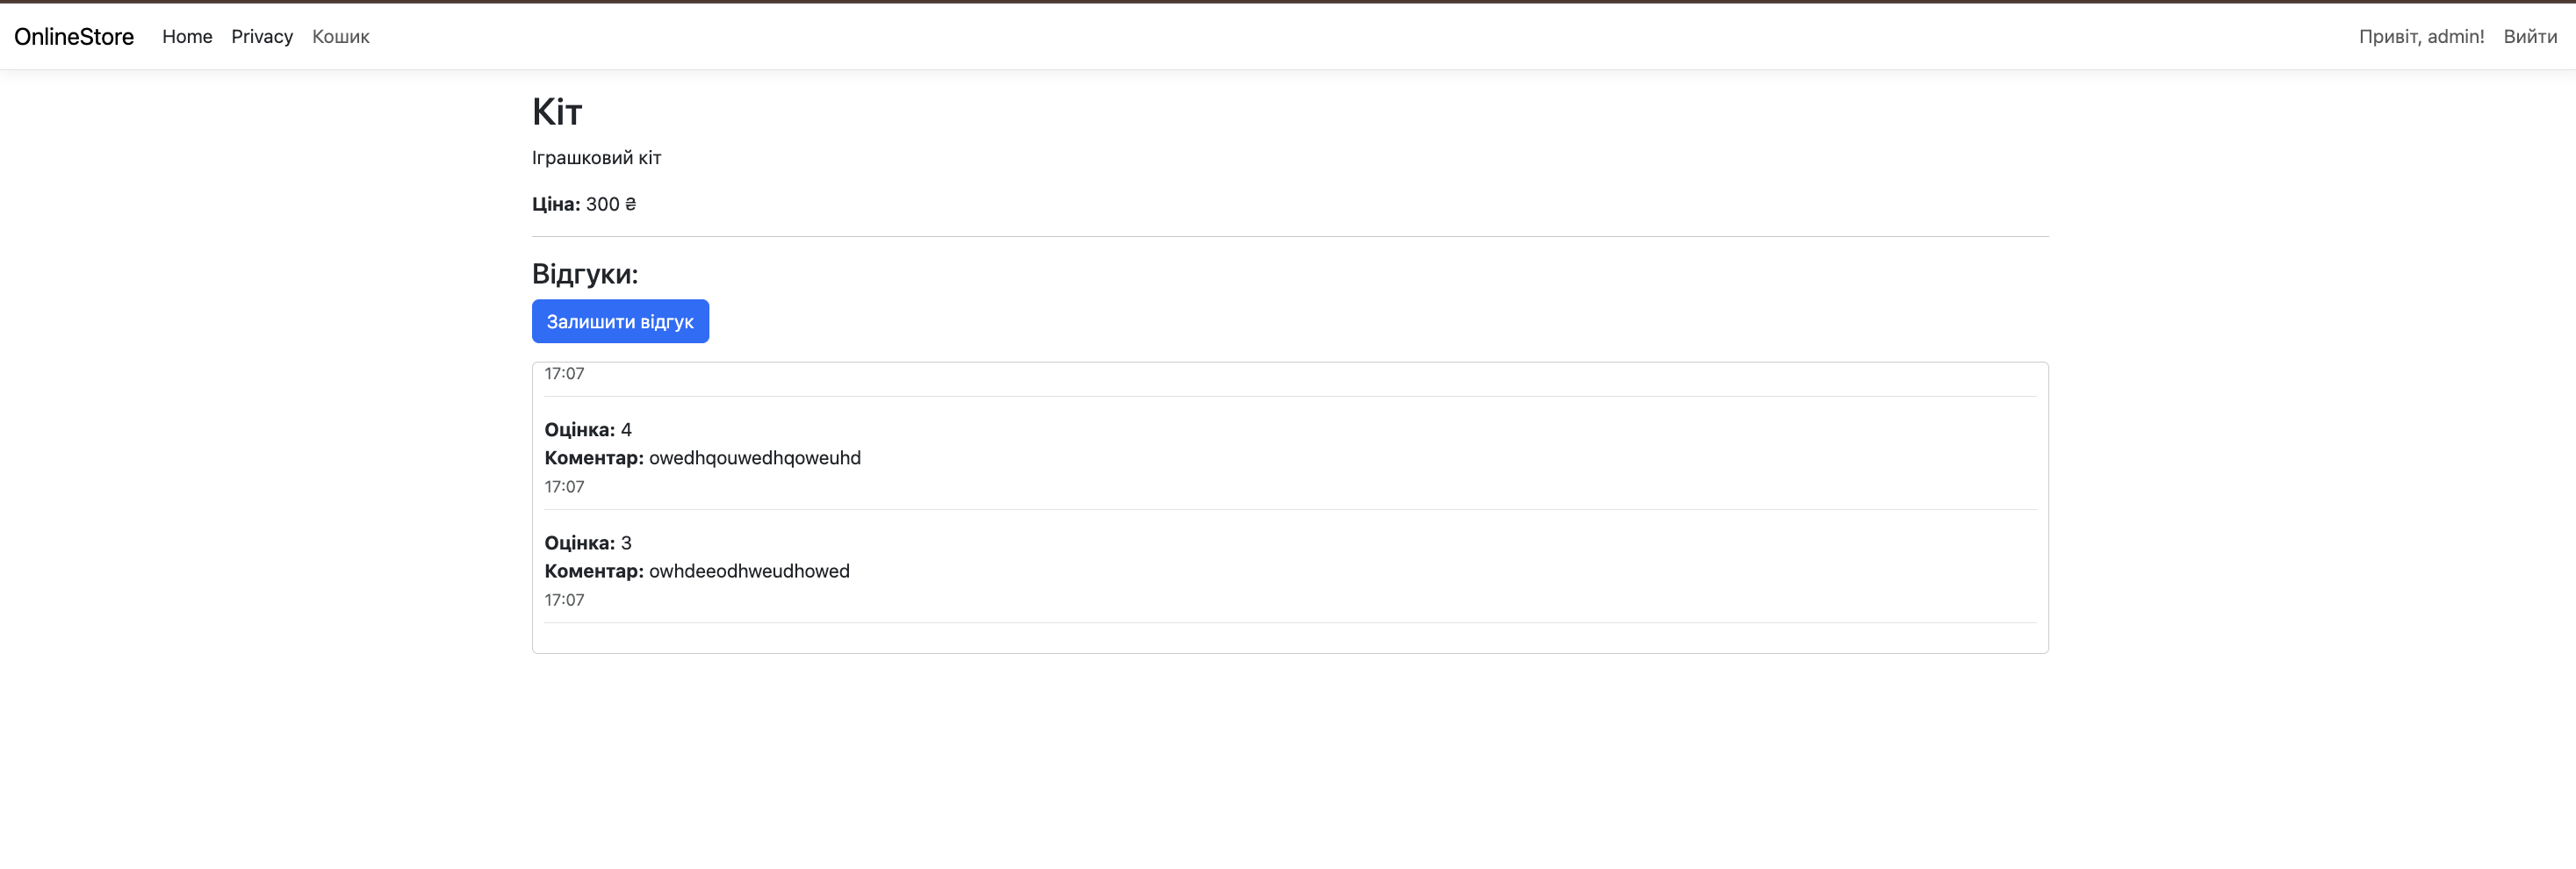 OnlineStore Home Privacy Кошик Привіт, admin! Вийти
Кіт
Іграшковий кіт
Ціна: 300 ₴
Відгуки:
Залишити відгук
17:07
Оцінка: 4
Коментар: owedhqouwedhqoweuhd
17:07
Оцінка: 3
Коментар: owhdeeodhweudhowed
17:07